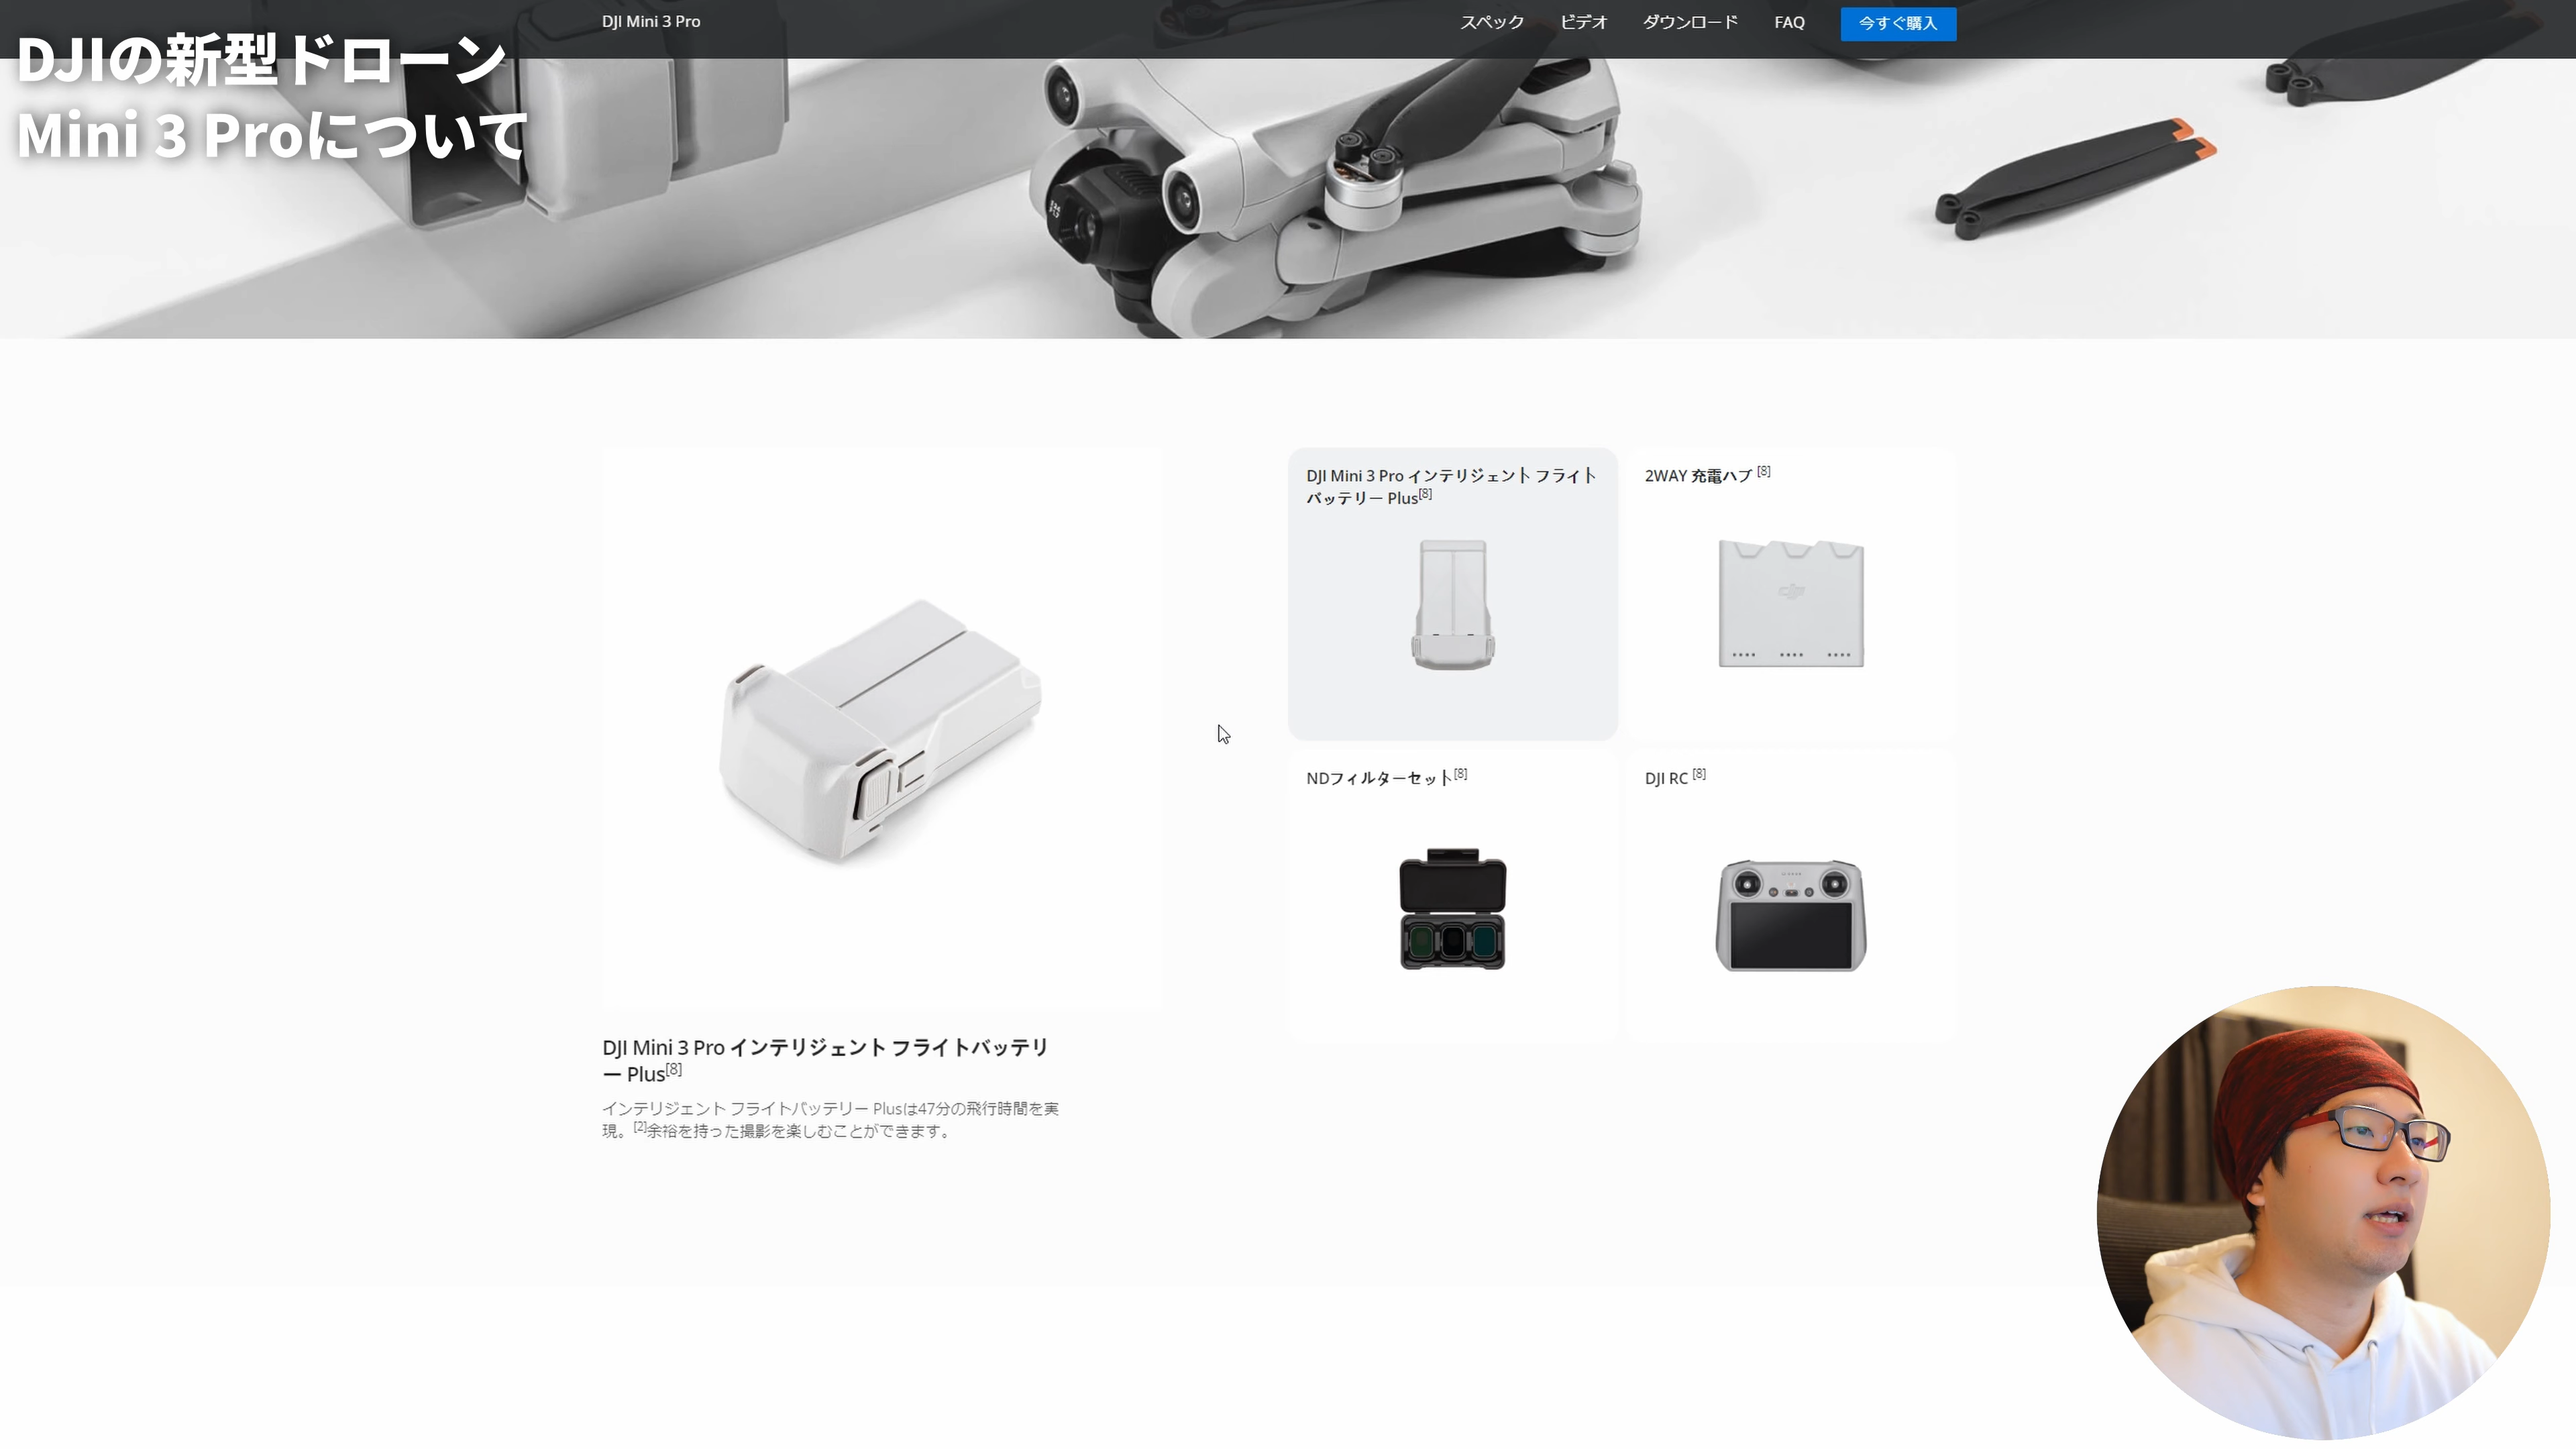 DJI Mini 3 Pro
スペック
ビデオ
ダウンロード
FAQ
今すぐ購入
DJIの新型ドローン
Mini 3 Proについて
DJI Mini 3 Pro インテリジェント フライト
バッテリー Plus[8]
2WAY 充電ハブ [8]
NDフィルターセット[8]
DJI RC [8]
DJI Mini 3 Pro インテリジェント フライトバッテリ
ー Plus[8]
インテリジェント フライトバッテリー Plusは47分の飛行時間を実
現。[2]余裕を持った撮影を楽しむことができます。